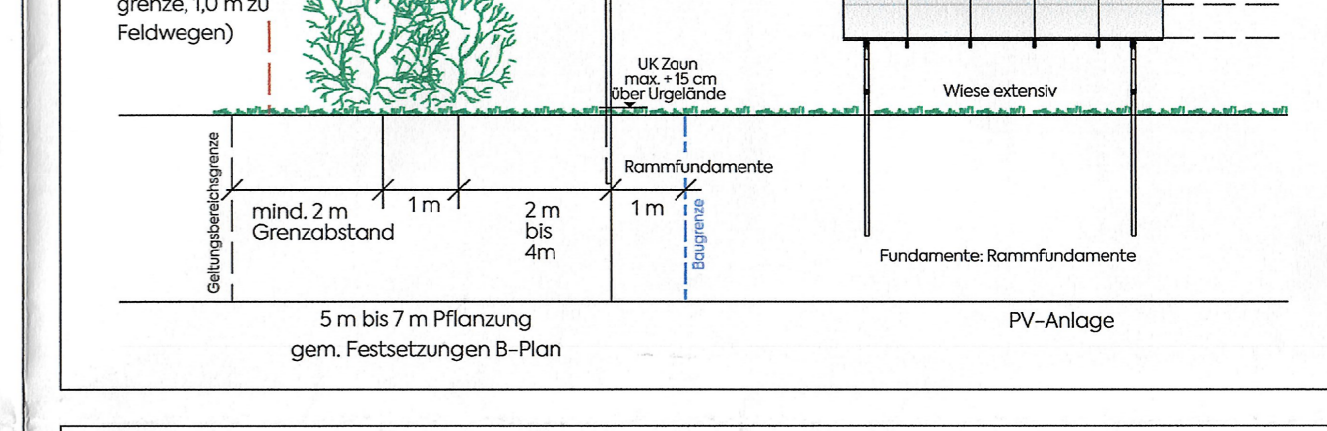 grenze, 1,0 m zu
Feldwegen)
UK Zaun
max. +15 cm
über Urgelände
Wiese extensiv
Geltungsbereichsgrenze
Rammfundamente
mind. 2 m
Grenzabstand
1 m
2 m
bis
4m
1 m
Baugrenze
Fundamente: Rammfundamente
5 m bis 7 m Pflanzung
gem. Festsetzungen B-Plan
PV-Anlage